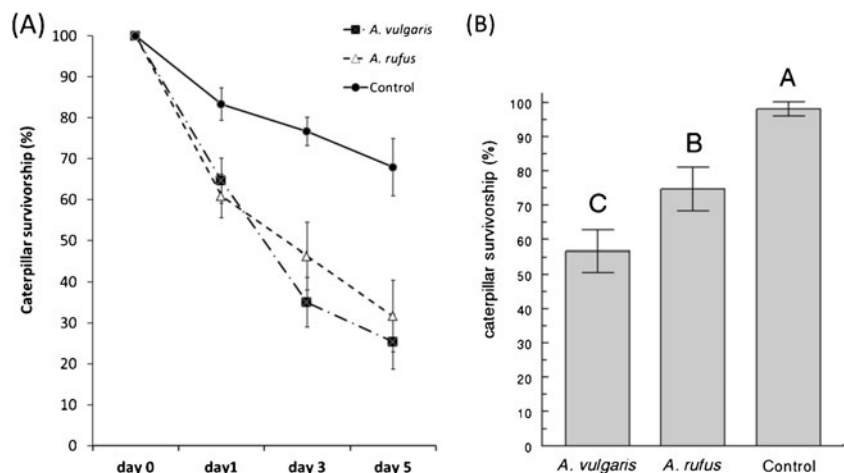 (A)
A. vulgaris
A. rufus
Control
Caterpillar survivorship (%)
100
90
80
70
60
50
40
30
20
10
0
day 0 day1 day 3 day 5
(B)
caterpillar survivorship (%)
100
90
80
70
60
50
40
30
20
10
0
C
B
A
A. vulgaris A. rufus Control